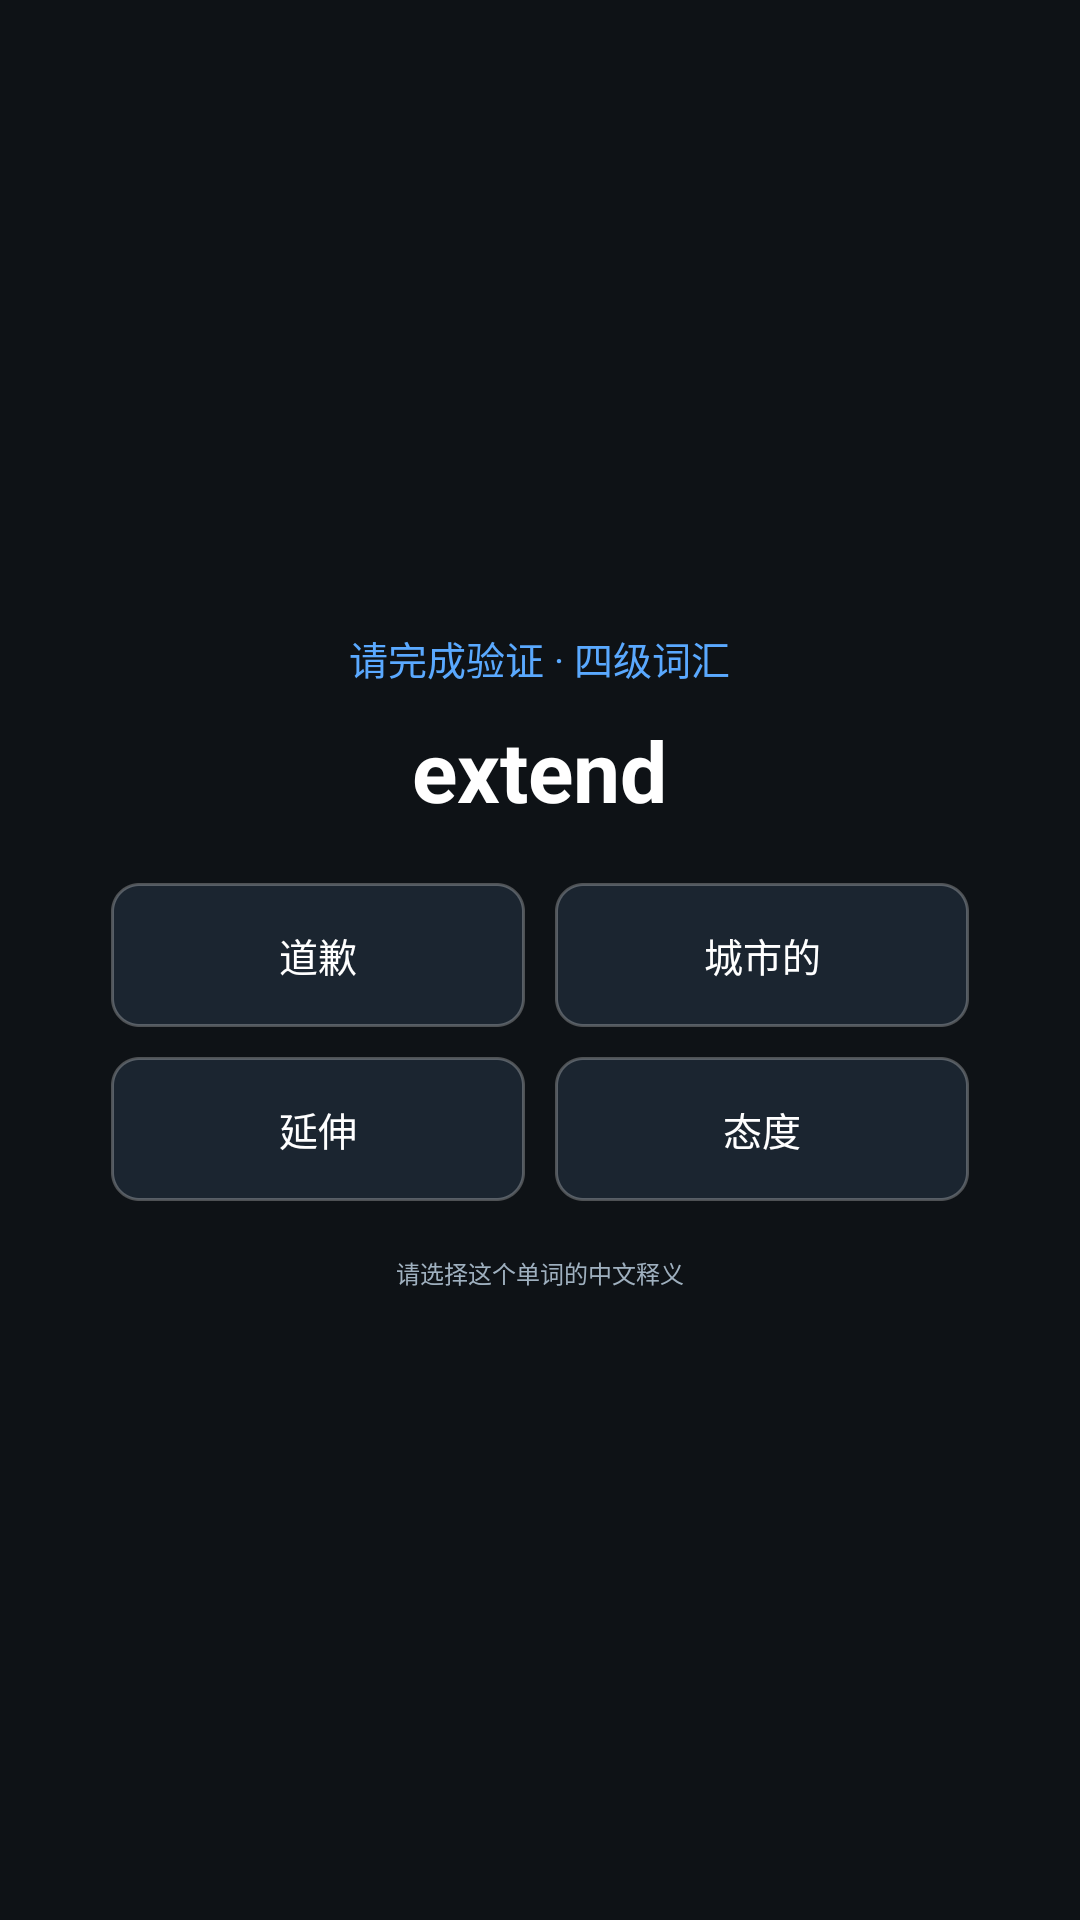 请完成验证 · 四级词汇
extend
道歉
城市的
延伸
态度
请选择这个单词的中文释义